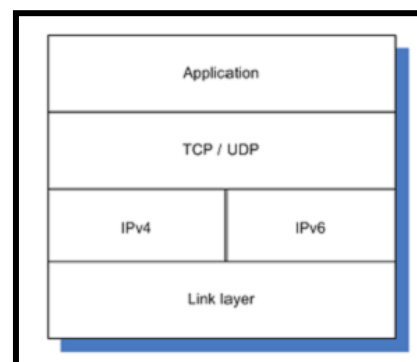 Application
TCP / UDP
IPv4 IPv6
Link layer